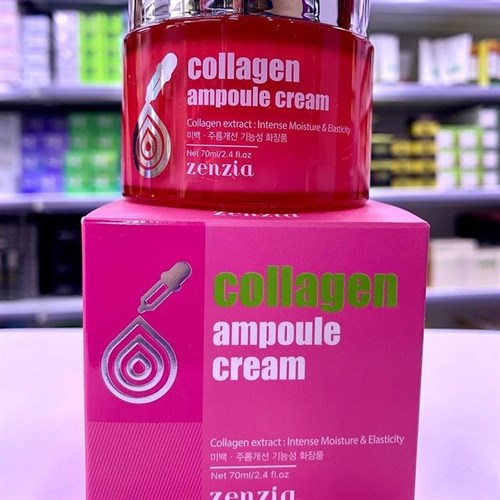 collagen
ampoule cream
Collagen extract : Intense Moisture & Elasticity
미백 · 주름개선 기능성 화장품
Net 70ml/2.4 fl.oz
zenzia
zenzia
collagen
ampoule
cream
Collagen extract : Intense Moisture & Elasticity
미백 · 주름개선 기능성 화장품
Net 70ml/2.4 fl.oz
zenzia